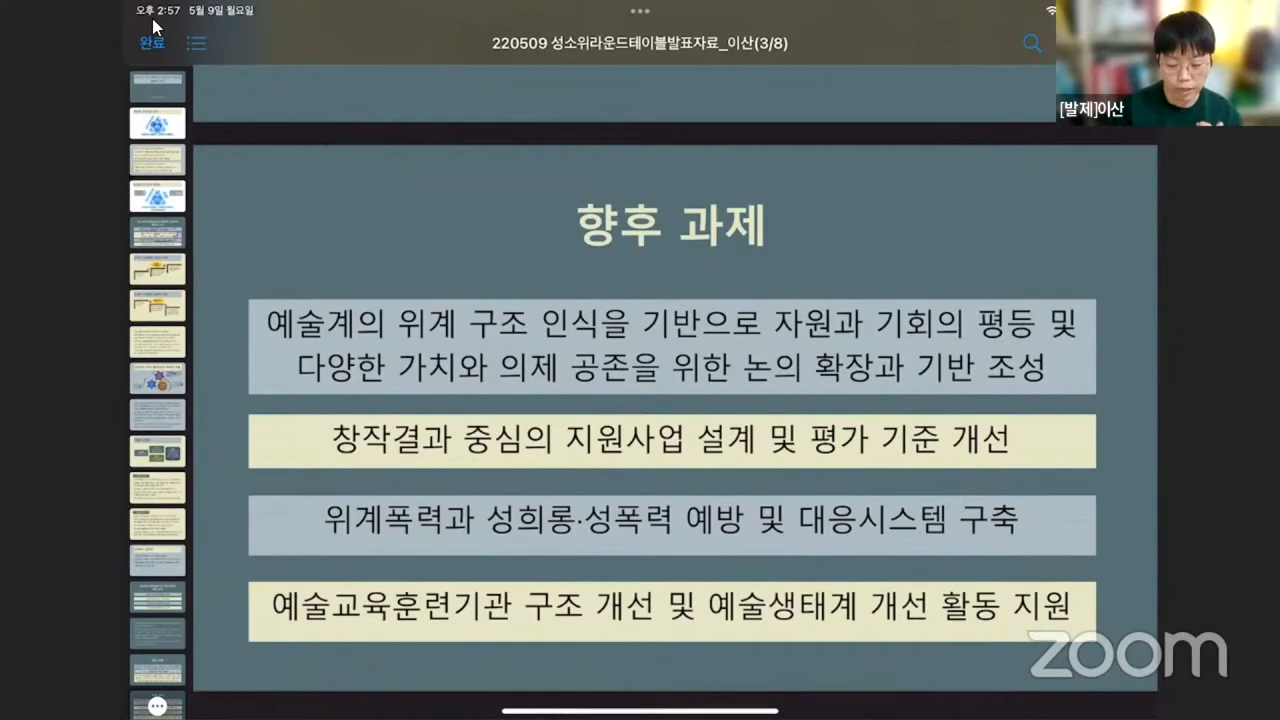 오후 2:57 5월 9일 월요일
완료
220509 성소위라운드테이블발표자료_이산(3/8)
[발제]이산
향후 과제
예술계의 위계 구조 인식을 기반으로 자원과 기회의 평등 및
다양한 가치와 의제 공존을 위한 논의 확장과 기반 조성
창작결과 중심의 지원사업 설계 및 평가 기준 개선
위계폭력과 성희롱·성폭력 예방 및 대응시스템 구축
예술교육훈련기관 구조 개선 및 예술생태계 개선 활동 지원
zoom